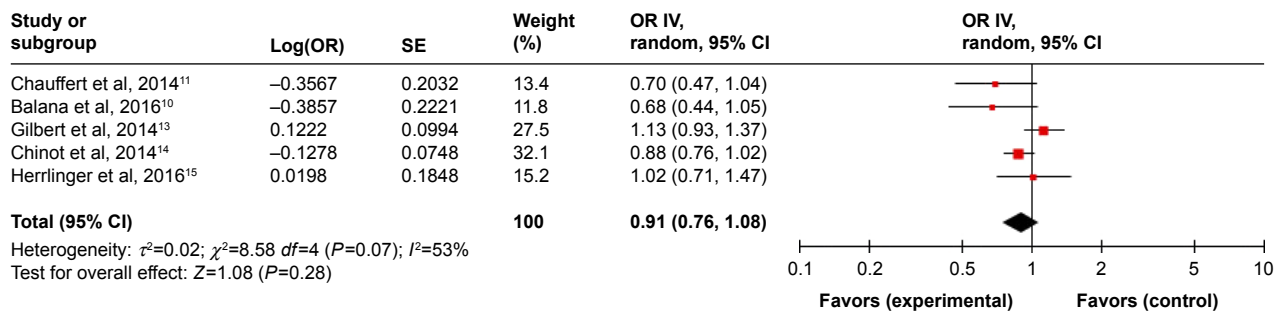 Study or subgroup Log(OR) SE Weight (%) OR IV, random, 95% CI OR IV, random, 95% CI
Chauffert et al, 2014¹¹ –0.3567 0.2032 13.4 0.70 (0.47, 1.04)
Balana et al, 2016¹⁰ –0.3857 0.2221 11.8 0.68 (0.44, 1.05)
Gilbert et al, 2014¹³ 0.1222 0.0994 27.5 1.13 (0.93, 1.37)
Chinot et al, 2014¹⁴ –0.1278 0.0748 32.1 0.88 (0.76, 1.02)
Herrlinger et al, 2016¹⁵ 0.0198 0.1848 15.2 1.02 (0.71, 1.47)
Total (95% CI) 100 0.91 (0.76, 1.08)
Heterogeneity: τ²=0.02; χ²=8.58 df=4 (P=0.07); I²=53%
Test for overall effect: Z=1.08 (P=0.28)
0.1 0.2 0.5 1 2 5 10
Favors (experimental) Favors (control)